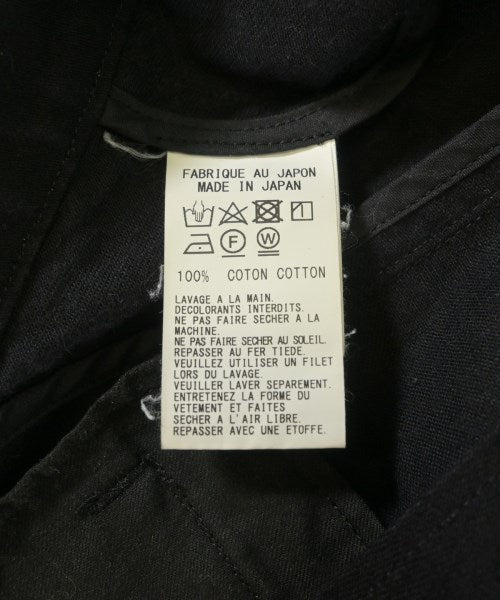 FABRIQUE AU JAPON
MADE IN JAPAN
F W
100% COTON COTTON
LAVAGE A LA MAIN.
DECOLORANTS INTERDITS.
NE PAS FAIRE SECHER A LA
MACHINE.
NE PAS FAIRE SECHER AU SOLEIL.
REPASSER AU FER TIEDE.
VEUILLEZ UTILISER UN FILET
LORS DU LAVAGE.
VEUILLER LAVER SEPAREMENT.
ENTRETENEZ LA FORME DU
VETEMENT ET FAITES
SECHER A L'AIR LIBRE.
REPASSER AVEC UNE ETOFFE.